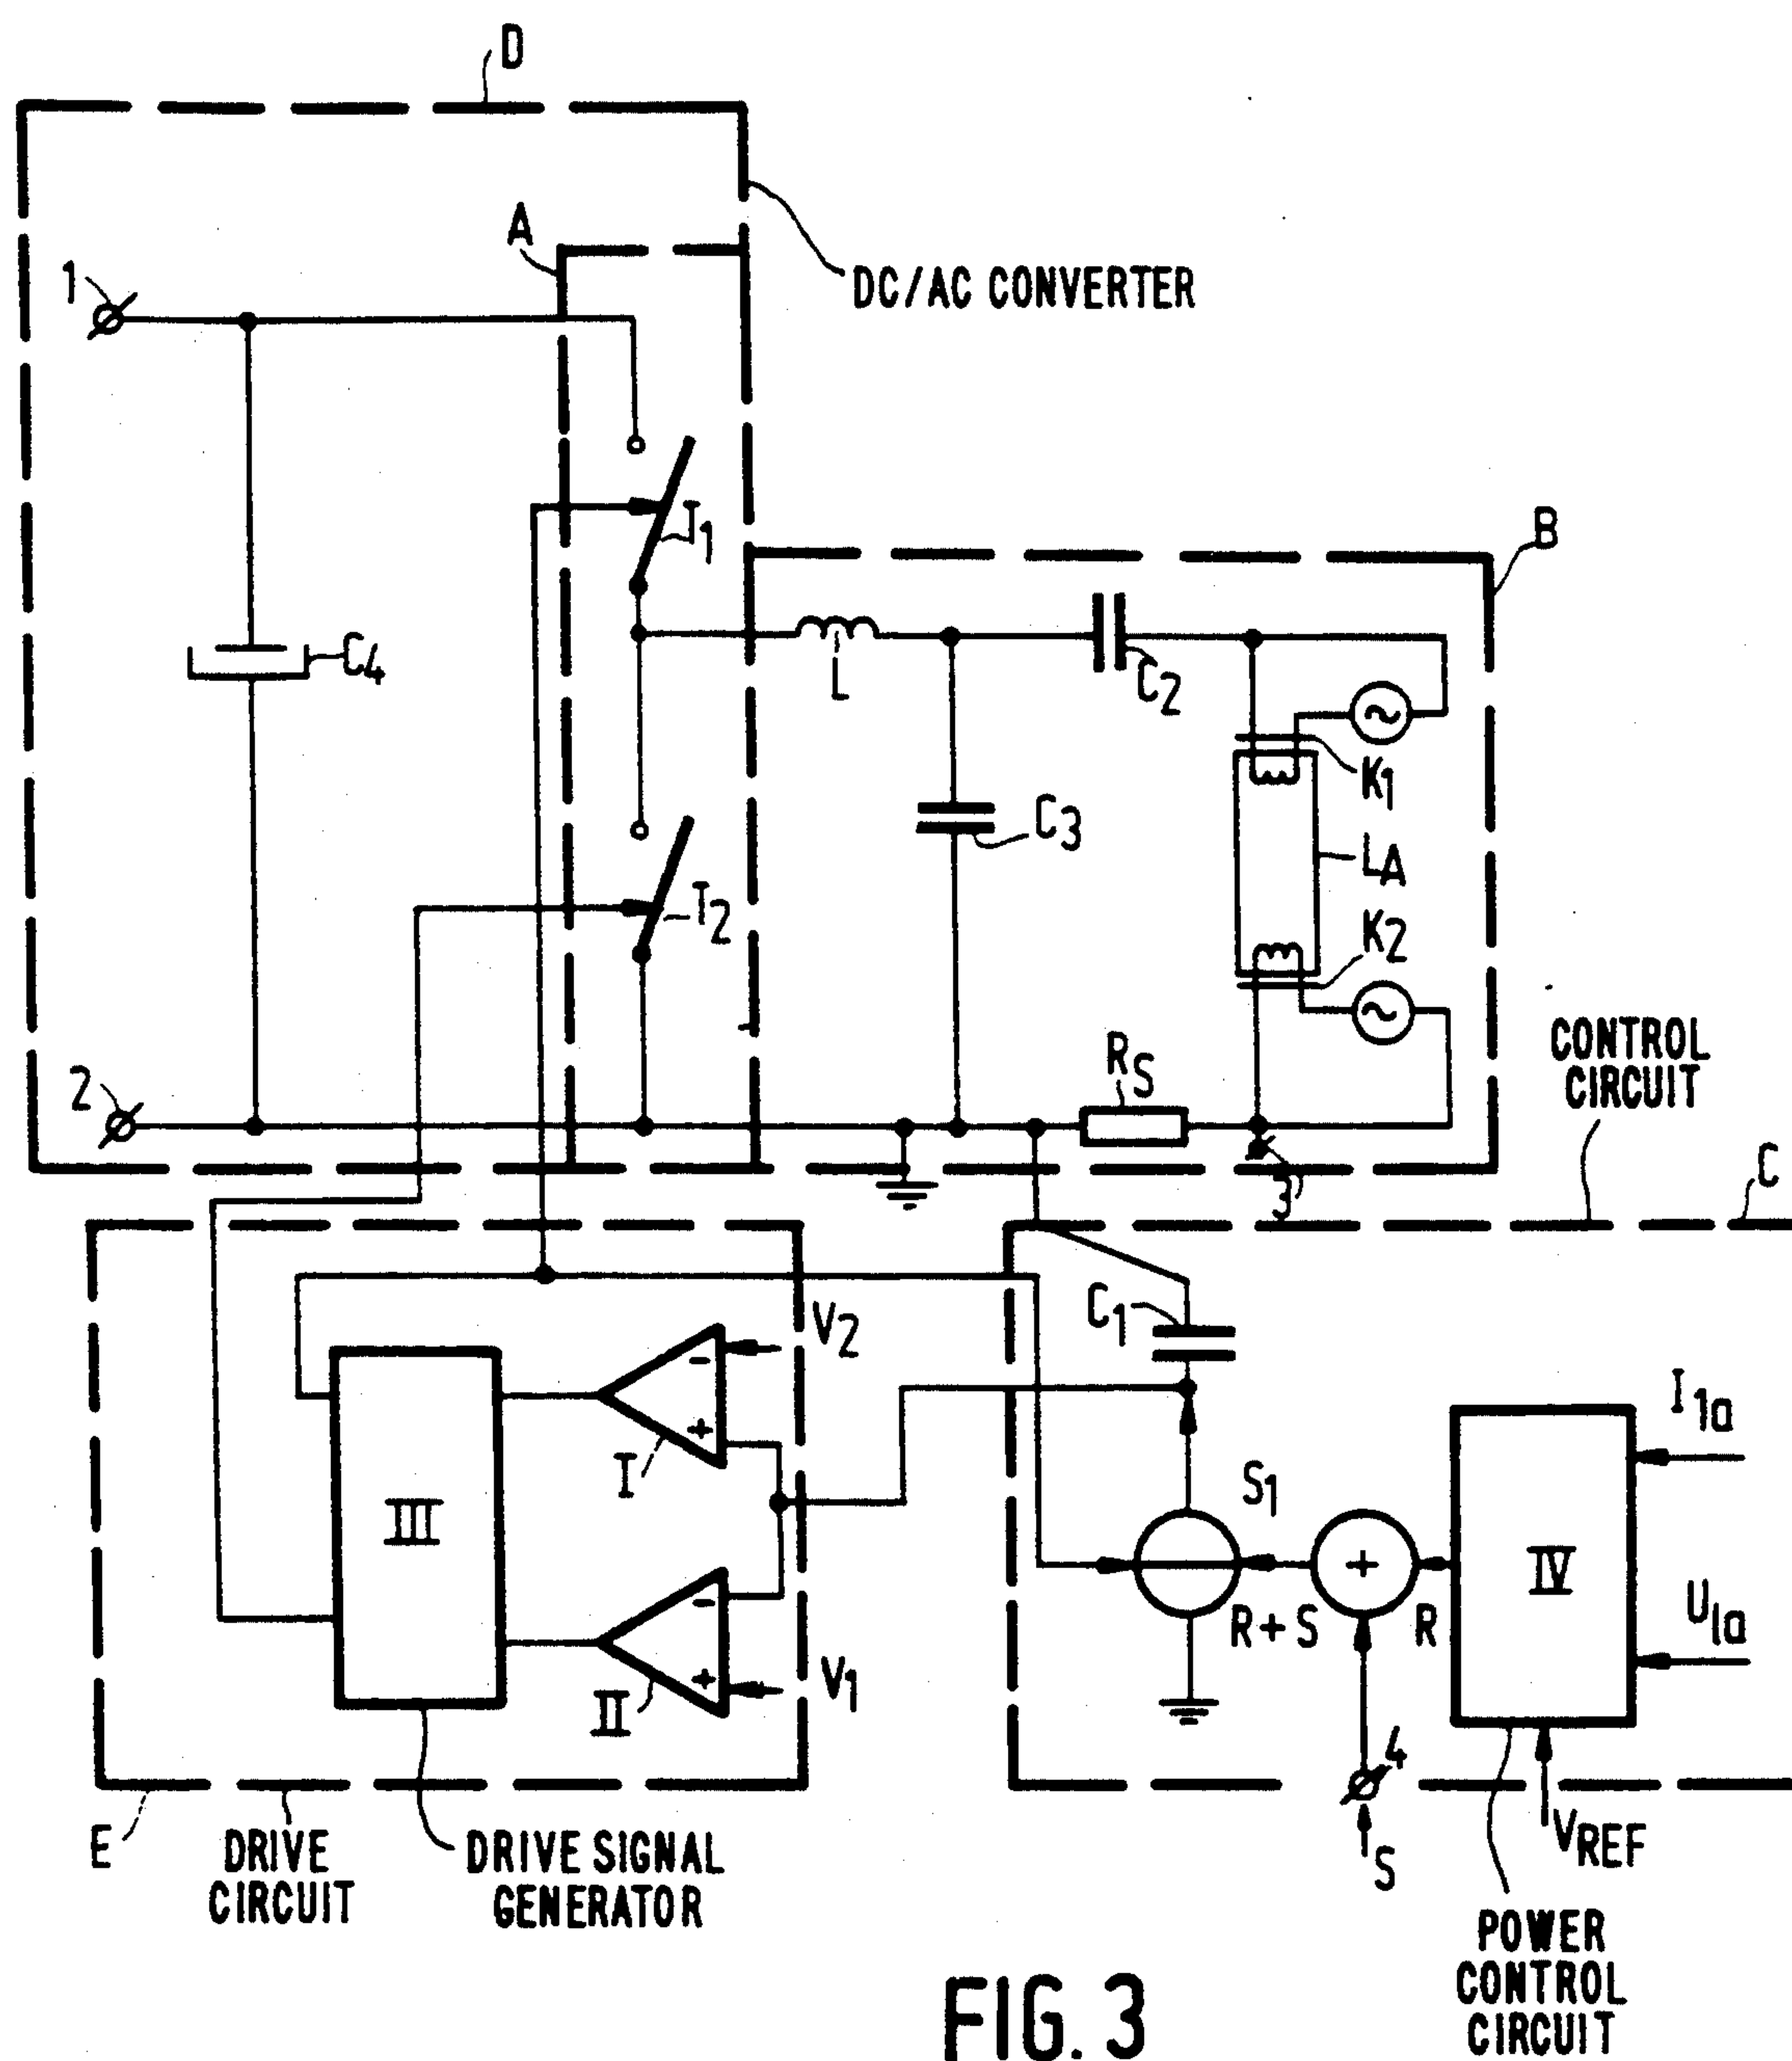 D
A
1
DC/AC CONVERTER
B
T1
C4
L
C2
K1
C3
LA
T2
K2
RS
2
CONTROL
CIRCUIT
3
C
V2
C1
I1a
I
S1
III
IV
R+S
R
Ula
V1
II
4
E
DRIVE
CIRCUIT
DRIVE SIGNAL
GENERATOR
S
VREF
POWER
CONTROL
CIRCUIT
FIG. 3